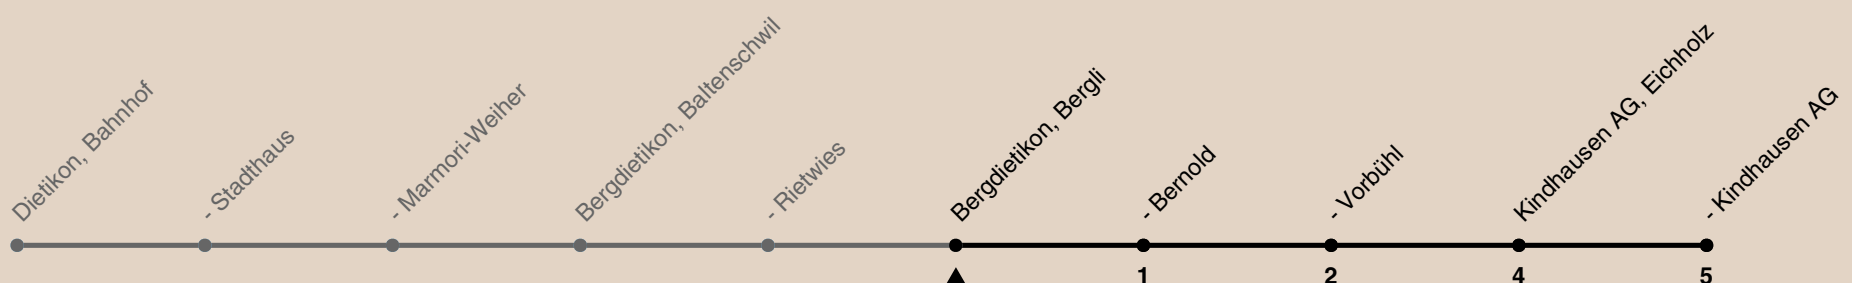 Dietikon, Bahnhof
- Stadthaus
- Marmori-Weiher
Bergdietikon, Baltenschwil
- Rietwies
Bergdietikon, Bergli
- Bernold
- Vorbühl
Kindhausen AG, Eichholz
- Kindhausen AG
1
2
4
5